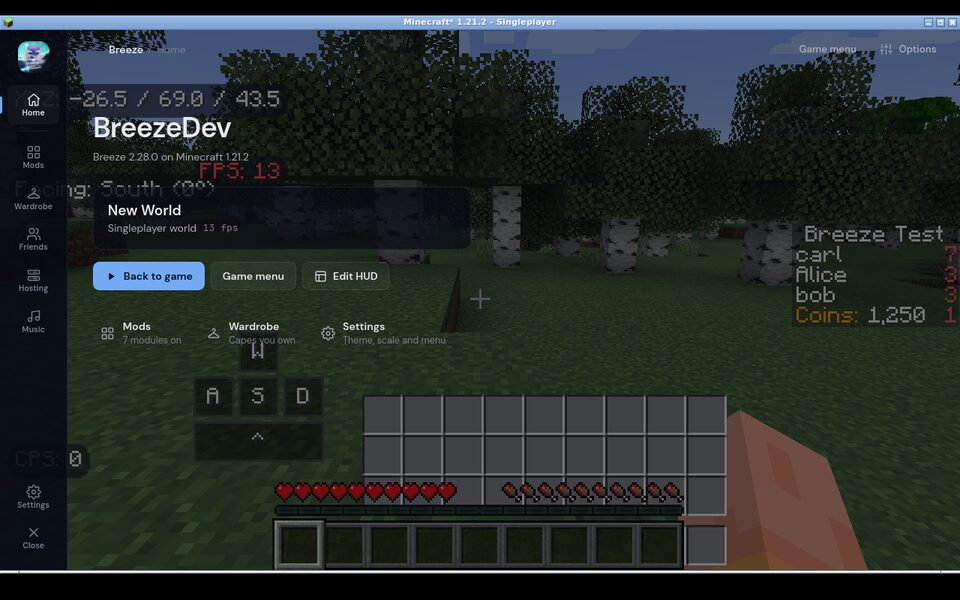 Minecraft* 1.21.2 - Singleplayer
Breeze / Home
Game menu
Options
-26.5 / 69.0 / 43.5
Home
BreezeDev
Breeze 2.28.0 on Minecraft 1.21.2
Mods
FPS: 13
Facing: South (0°)
Wardrobe
New World
Singleplayer world 13 fps
Friends
Breeze Test
carl 7
Alice 3
bob 3
Coins: 1,250 1
Hosting
Back to game
Game menu
Edit HUD
Music
Mods
7 modules on
Wardrobe
Capes you own
Settings
Theme, scale and menu
W
A S D
^
CPS: 0
Settings
Close